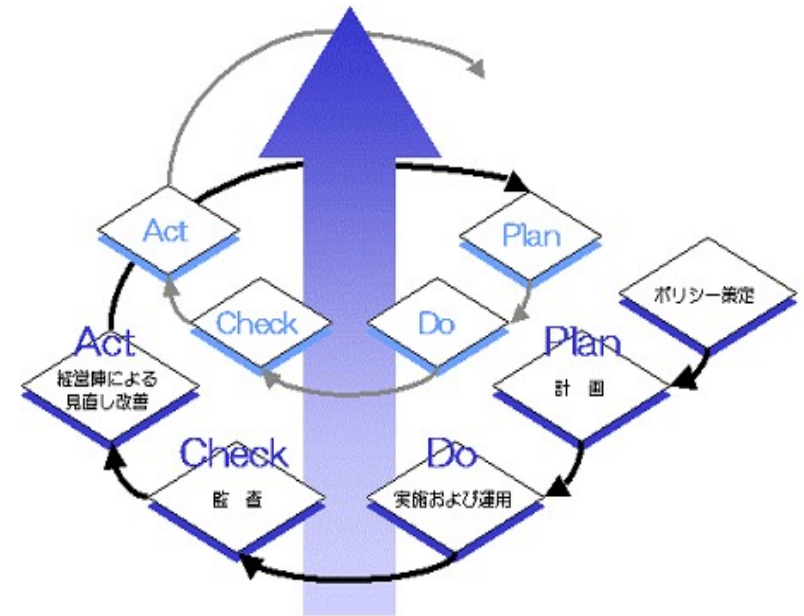 Act
Plan
Check
Do
ポリシー策定
Act
経営陣による
見直し改善
Plan
計 画
Check
監 査
Do
実施および運用